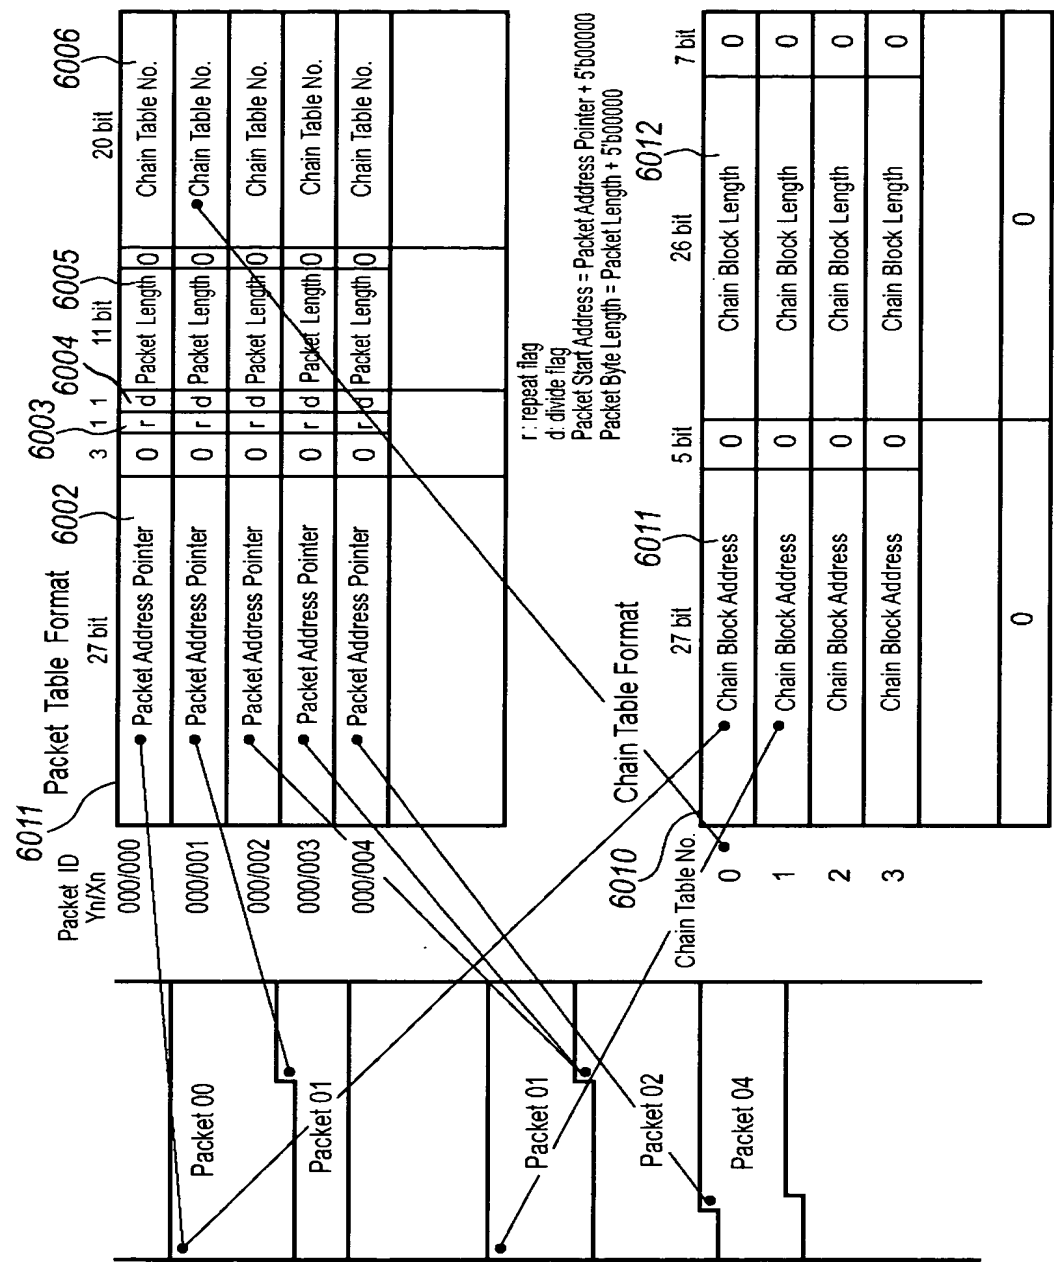 6011
Packet Table Format
Packet ID
Yn/Xn
27 bit
6002
3
6003
1
6004
1
11 bit
6005
20 bit
6006
000/000
Packet Address Pointer
0
r
d
Packet Length
0
Chain Table No.
000/001
Packet Address Pointer
0
r
d
Packet Length
0
Chain Table No.
000/002
Packet Address Pointer
0
r
d
Packet Length
0
Chain Table No.
000/003
Packet Address Pointer
0
r
d
Packet Length
0
Chain Table No.
000/004
Packet Address Pointer
0
r
d
Packet Length
0
Chain Table No.
r : repeat flag
d: divide flag
Packet Start Address = Packet Address Pointer + 5'b00000
Packet Byte Length = Packet Length + 5'b00000
Packet 00
Packet 01
Packet 01
Packet 02
Packet 04
6010
Chain Table Format
Chain Table No.
27 bit
6011
5 bit
26 bit
6012
7 bit
0
Chain Block Address
0
Chain Block Length
0
1
Chain Block Address
0
Chain Block Length
0
2
Chain Block Address
0
Chain Block Length
0
3
Chain Block Address
0
Chain Block Length
0
0
0